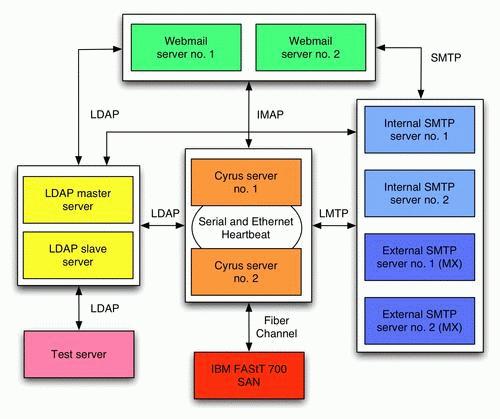 Webmail
server no. 1
Webmail
server no. 2
SMTP
LDAP
IMAP
Internal SMTP
server no. 1
Internal SMTP
server no. 2
External SMTP
server no. 1 (MX)
External SMTP
server no. 2 (MX)
LDAP master
server
LDAP slave
server
LDAP
Cyrus server
no. 1
Serial and Ethernet
Heartbeat
Cyrus server
no. 2
LMTP
LDAP
Test server
Fiber
Channel
IBM FAStT 700
SAN